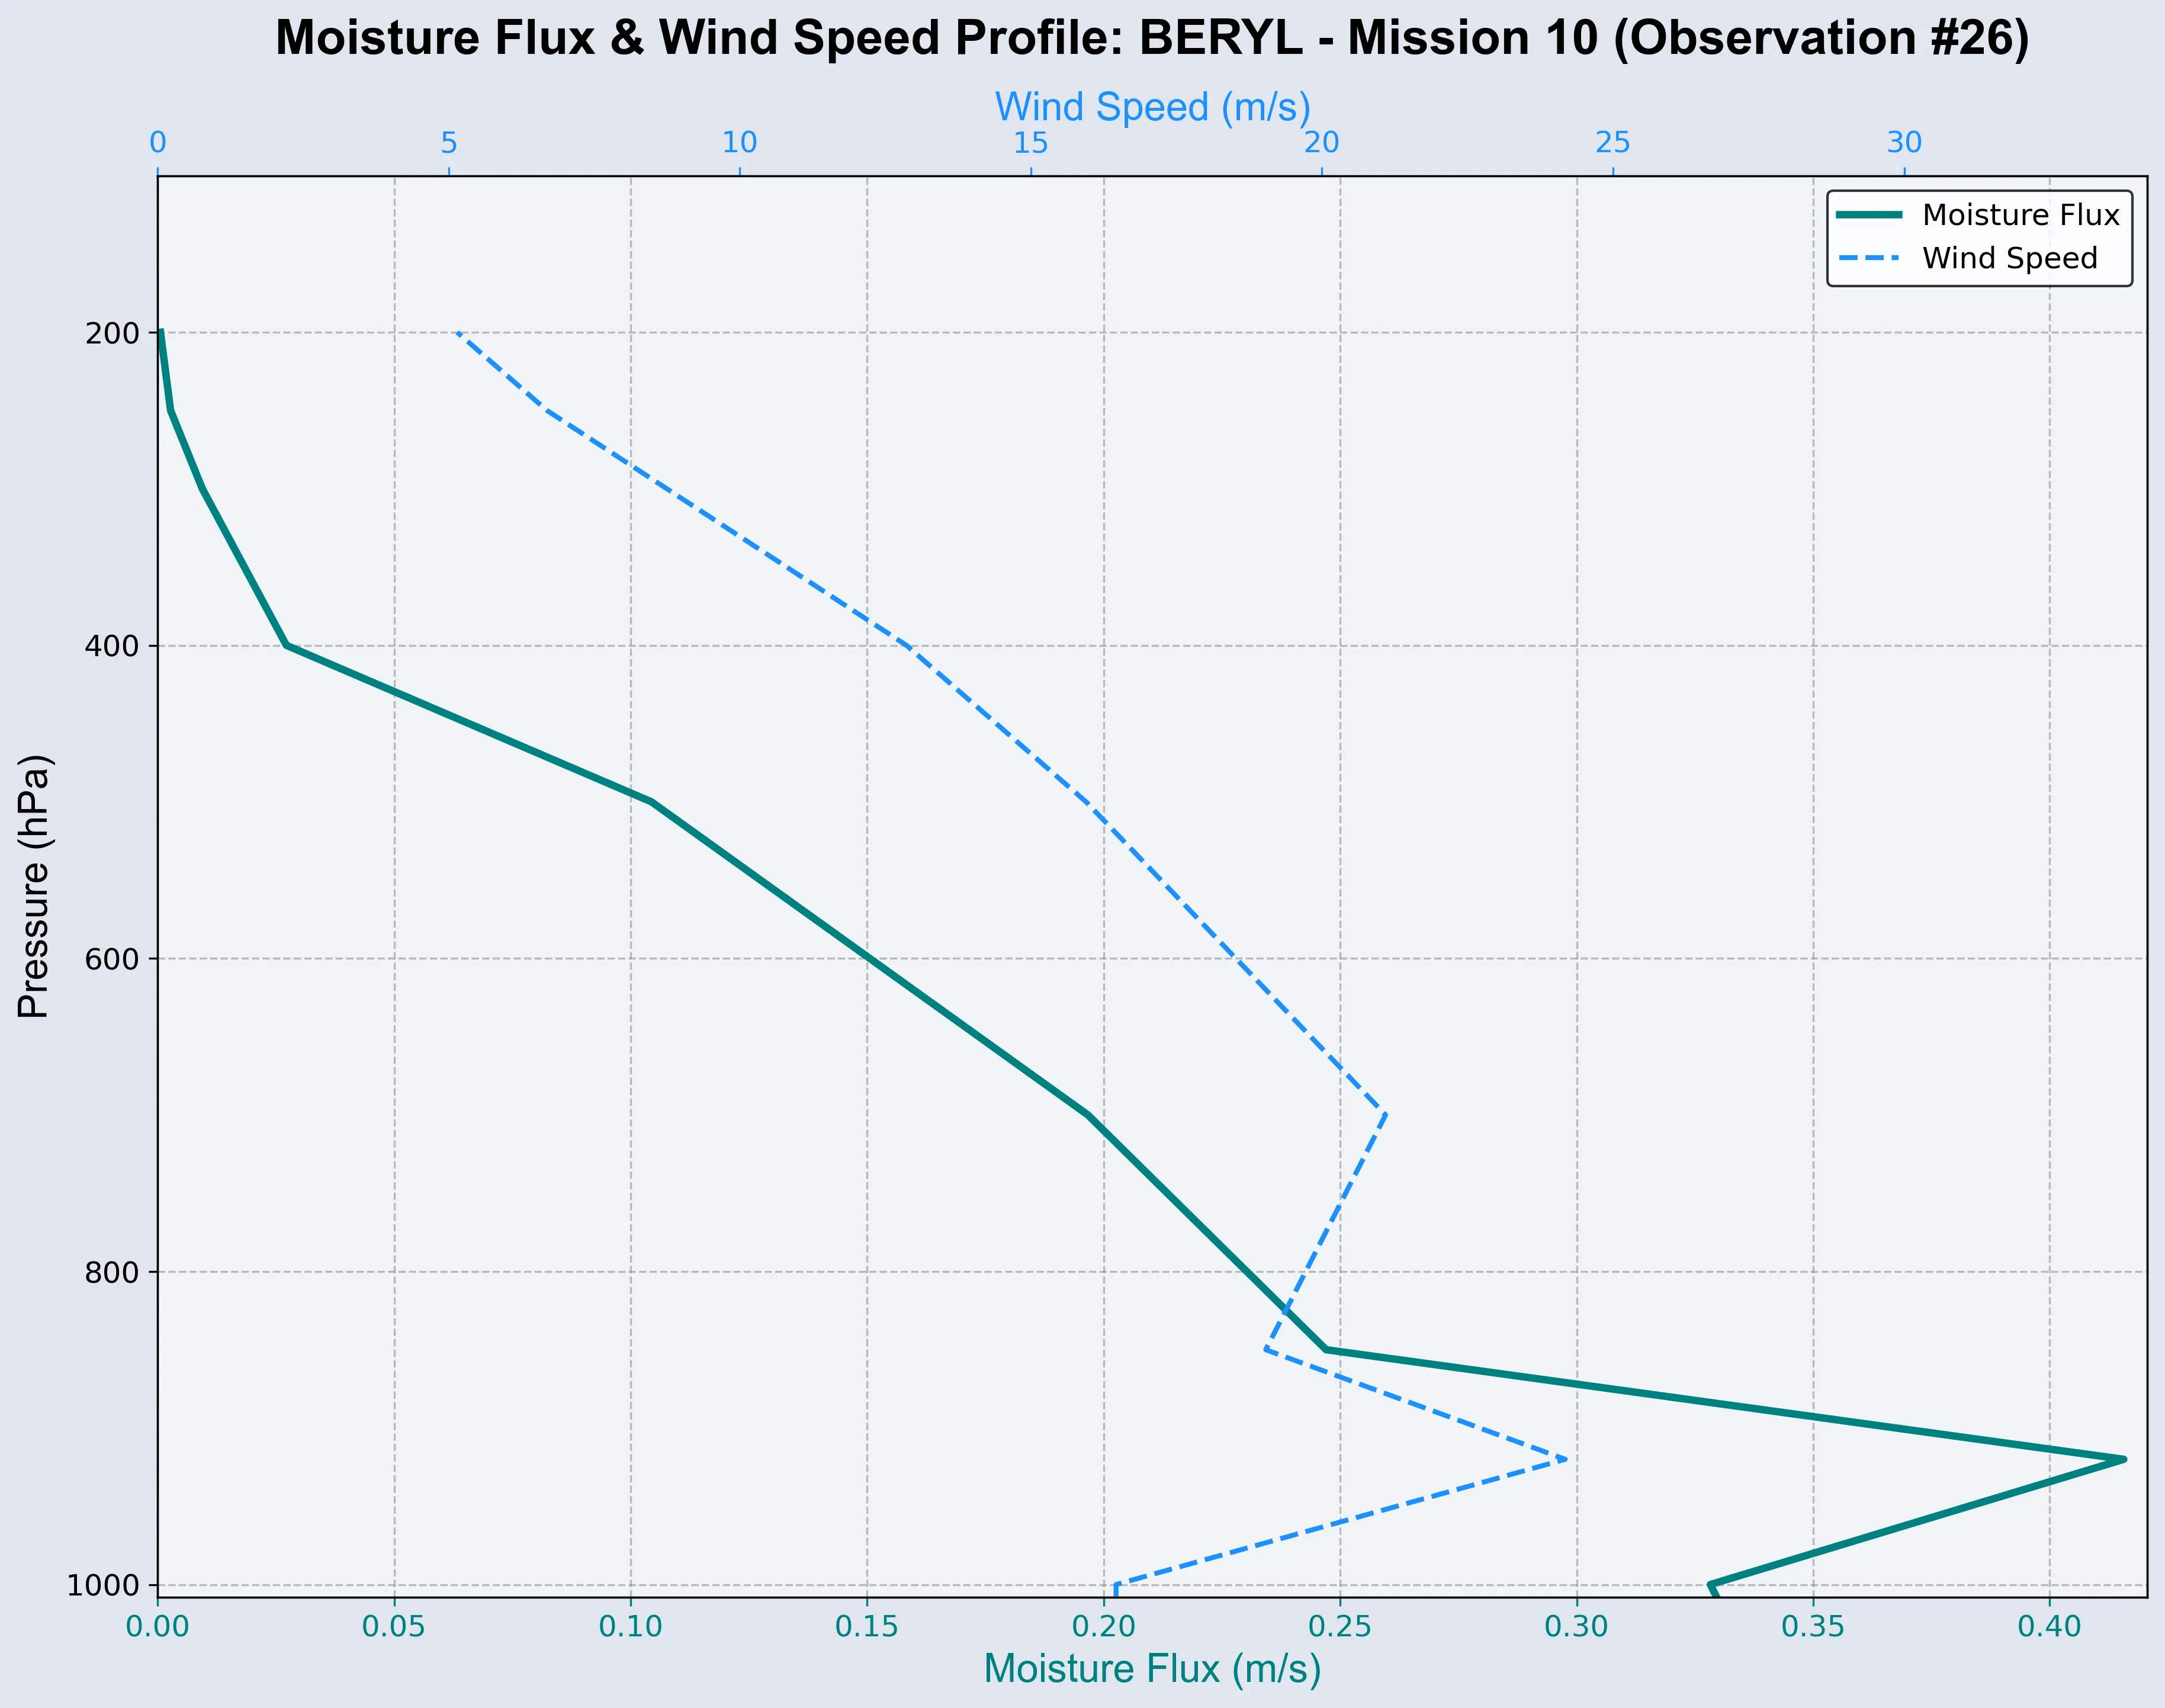 Moisture Flux & Wind Speed Profile: BERYL - Mission 10 (Observation #26)
Wind Speed (m/s)
0 5 10 15 20 25 30
Moisture Flux
Wind Speed
200
400
600
800
1000
Pressure (hPa)
0.00 0.05 0.10 0.15 0.20 0.25 0.30 0.35 0.40
Moisture Flux (m/s)